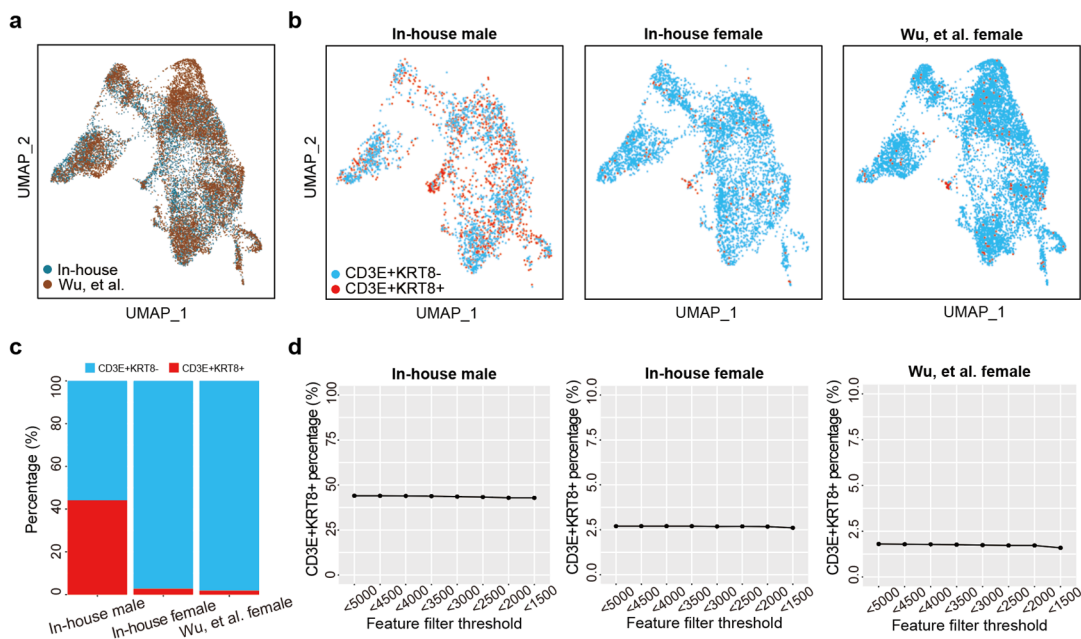 a
UMAP_2
In-house
Wu, et al.
UMAP_1
b
In-house male
In-house female
Wu, et al. female
UMAP_2
CD3E+KRT8-
CD3E+KRT8+
UMAP_1
UMAP_1
UMAP_1
c
CD3E+KRT8-
CD3E+KRT8+
Percentage (%)
100
80
60
40
20
0
In-house male
In-house female
Wu, et al. female
d
In-house male
CD3E+KRT8+ percentage (%)
100
75
50
25
0
<5000
<4500
<4000
<3500
<3000
<2500
<2000
<1500
Feature filter threshold
In-house female
CD3E+KRT8+ percentage (%)
10.0
7.5
5.0
2.5
0.0
<5000
<4500
<4000
<3500
<3000
<2500
<2000
<1500
Feature filter threshold
Wu, et al. female
CD3E+KRT8+ percentage (%)
10.0
7.5
5.0
2.5
0.0
<5000
<4500
<4000
<3500
<3000
<2500
<2000
<1500
Feature filter threshold